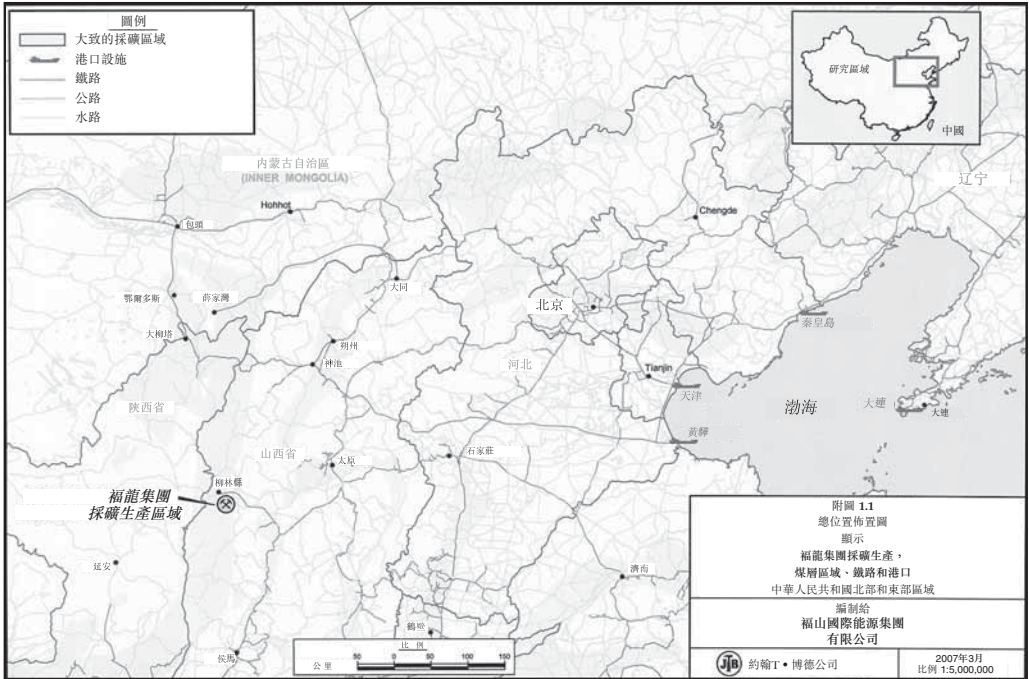 圖例
大致的採礦區域
港口設施
鐵路
公路
水路
研究區域
中國
内蒙古自治區
(INNER MONGOLIA)
辽宁
Hohhot
Chengde
包頭
大同
鄂爾多斯
薛家灣
北京
秦皇島
大柳塔
朔州
神池
河北
Tianjin
天津
渤海
大連
大連
陕西省
黃驊
山西省
太原
石家莊
柳林縣
福龍集團
採礦生產區域
延安
濟南
鶴壁
侯馬
比 例
公 里
50 0 50 100 150
附圖 1.1
總位置佈置圖
顯示
福龍集團採礦生產，
煤層區域、鐵路和港口
中華人民共和國北部和東部區域
編制給
福山國際能源集團
有限公司
JTB 約翰T•博德公司
2007年3月
比例 1:5,000,000